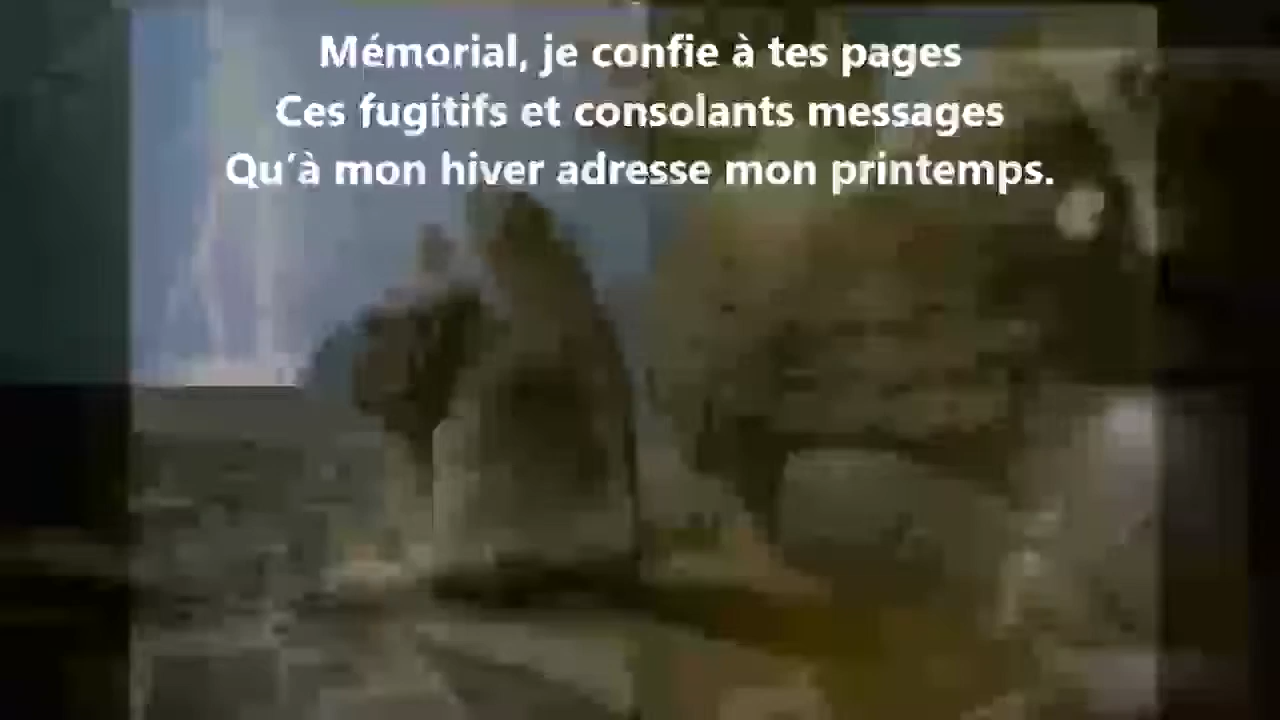 Mémorial, je confie à tes pages
Ces fugitifs et consolants messages
Qu’à mon hiver adresse mon printemps.